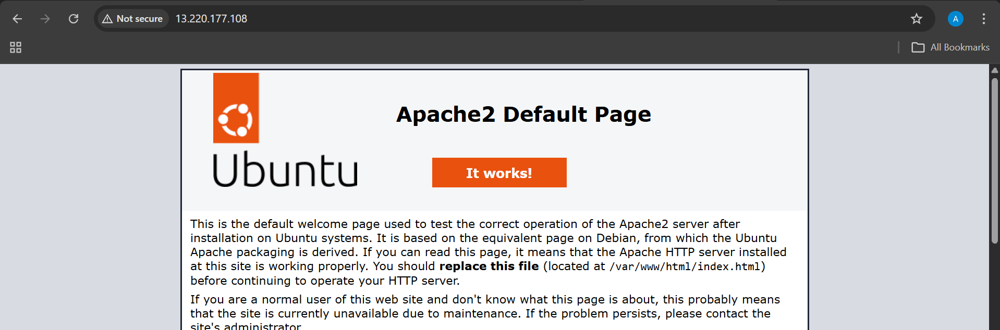 Not secure 13.220.177.108 A
All Bookmarks
Apache2 Default Page
Ubuntu
It works!
This is the default welcome page used to test the correct operation of the Apache2 server after
installation on Ubuntu systems. It is based on the equivalent page on Debian, from which the Ubuntu
Apache packaging is derived. If you can read this page, it means that the Apache HTTP server installed
at this site is working properly. You should replace this file (located at /var/www/html/index.html)
before continuing to operate your HTTP server.
If you are a normal user of this web site and don't know what this page is about, this probably means
that the site is currently unavailable due to maintenance. If the problem persists, please contact the
site's administrator